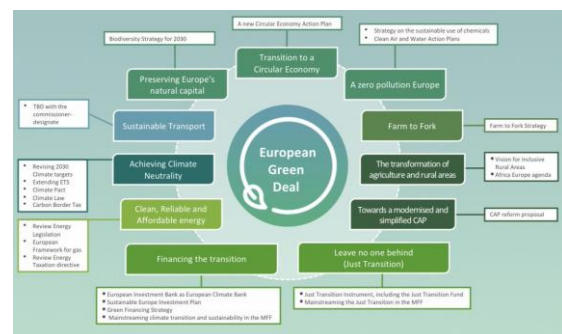 A new Circular Economy Action Plan
Biodiversity Strategy for 2030
• Strategy on the sustainable use of chemicals
• Clean Air and Water Action Plans
Transition to a
Circular Economy
Preserving Europe's
natural capital
A zero pollution Europe
• TBD with the
commissioner-
designate
Sustainable Transport
Farm to Fork
Farm to Fork Strategy
European
Green
Deal
• Revising 2030
Climate targets
• Extending ETS
• Climate Pact
• Climate Law
• Carbon Border Tax
Achieving Climate
Neutrality
The transformation of
agriculture and rural areas
• Vision for Inclusive
Rural Areas
• Africa Europe agenda
• Review Energy
Legislation
• European
Framework for gas
• Review Energy
Taxation directive
Clean, Reliable and
Affordable energy
Towards a modernised and
simplified CAP
CAP reform proposal
Financing the transition
Leave no one behind
(Just Transition)
• European Investment Bank as European Climate Bank
• Sustainable Europe Investment Plan
• Green Financing Strategy
• Mainstreaming climate transition and sustainability in the MFF
• Just Transition Instrument, including the Just Transition Fund
• Mainstreaming the Just Transition in the MFF